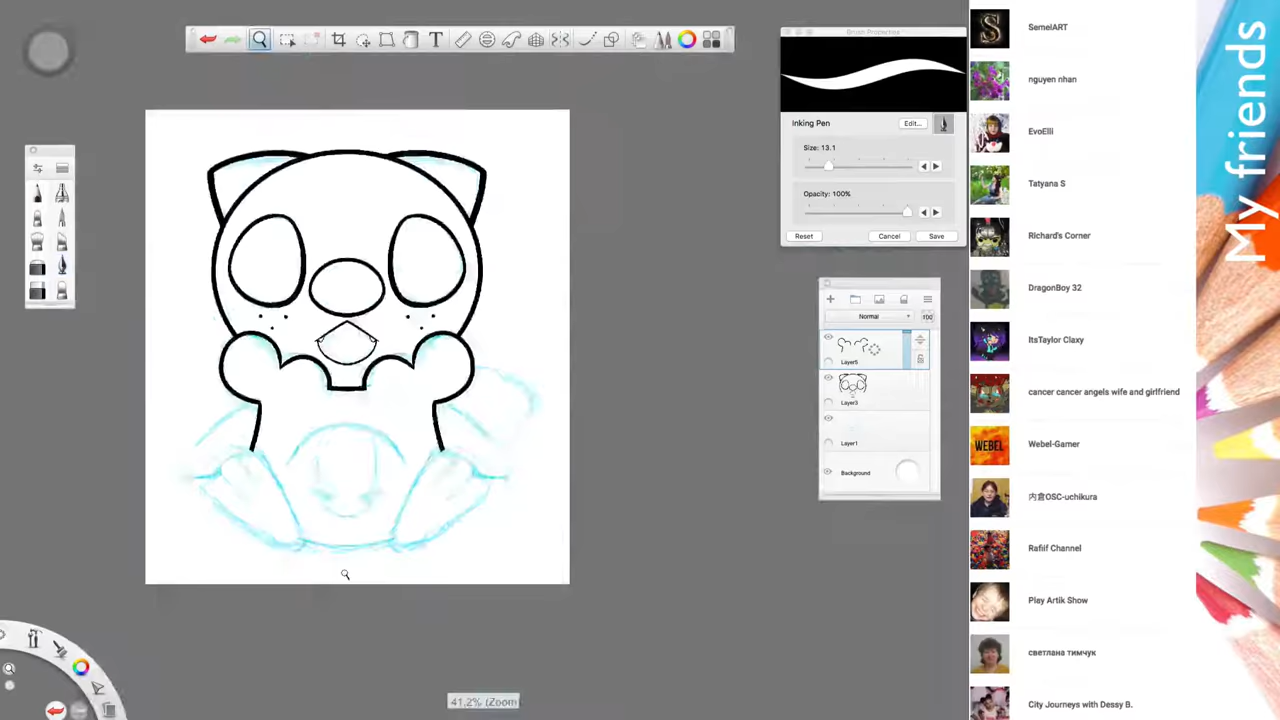 Brush Properties
Inking Pen
Edit...
Size: 13.1
Opacity: 100%
Reset
Cancel
Save
Normal
100
Layer5
Layer3
Layer1
Background
41,2% (Zoom
SemelART
nguyen nhan
EvoElli
Tatyana S
Richard's Corner
DragonBoy 32
ItsTaylor Claxy
cancer cancer angels wife and girlfriend
WEBEL
Webel-Gamer
内倉OSC-uchikura
Rafiif Channel
Play Artik Show
светлана тимчук
City Journeys with Dessy B.
My friends